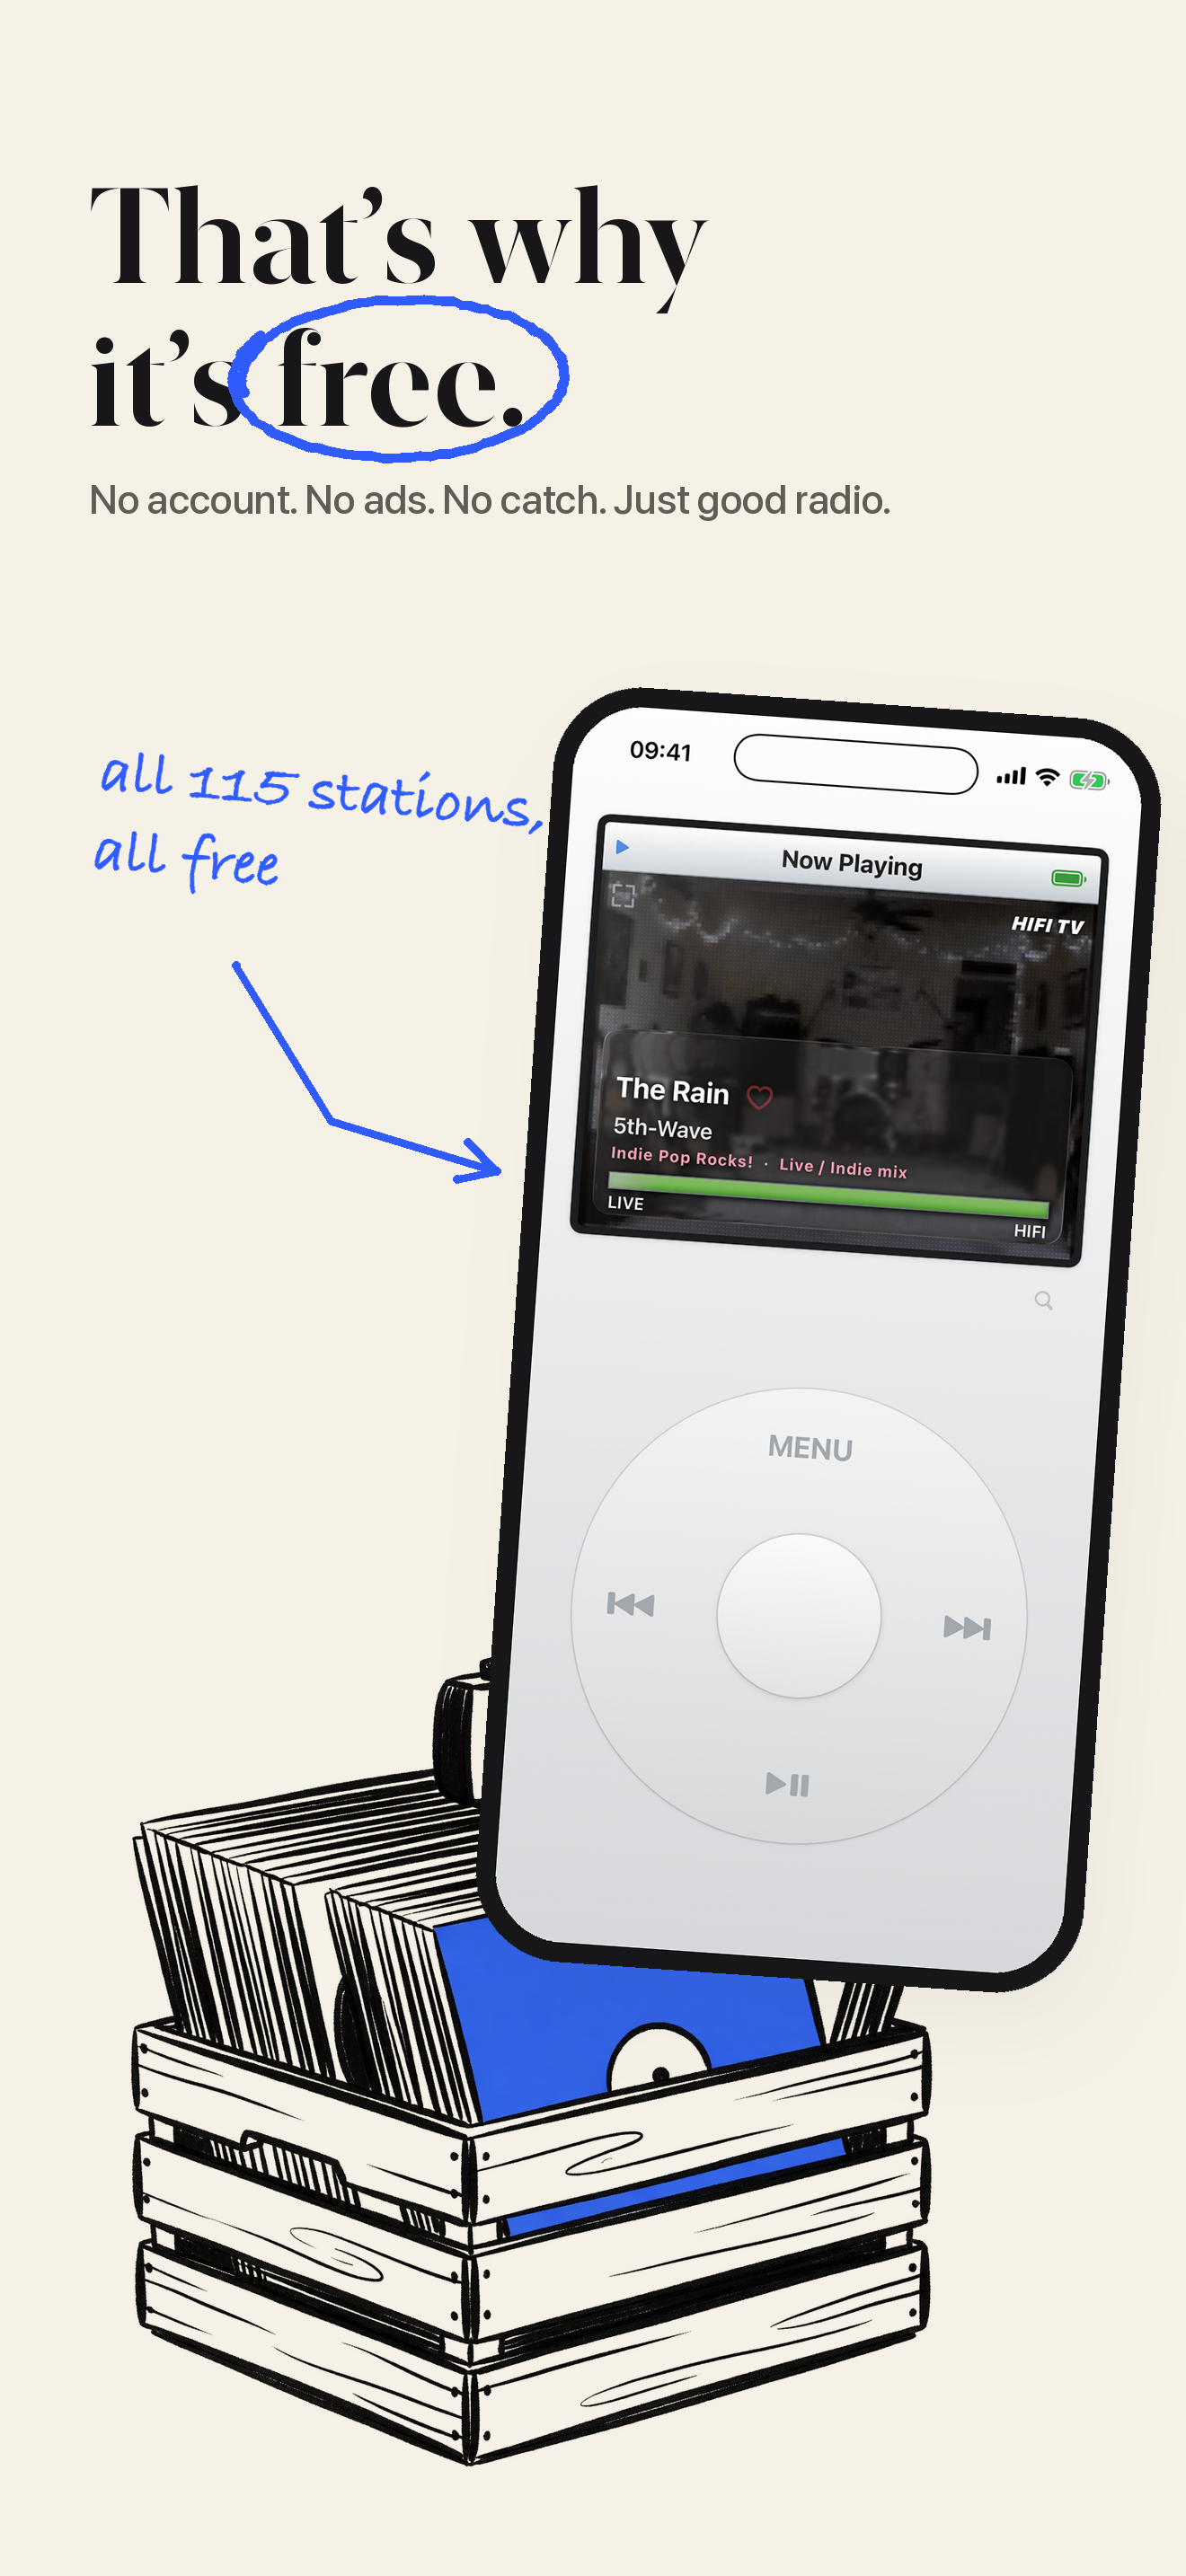 That’s why
it’s free.
No account. No ads. No catch. Just good radio.
all 115 stations,
all free
09:41
Now Playing
HIFI TV
The Rain
5th-Wave
Indie Pop Rocks! · Live / Indie mix
LIVE
HIFI
MENU